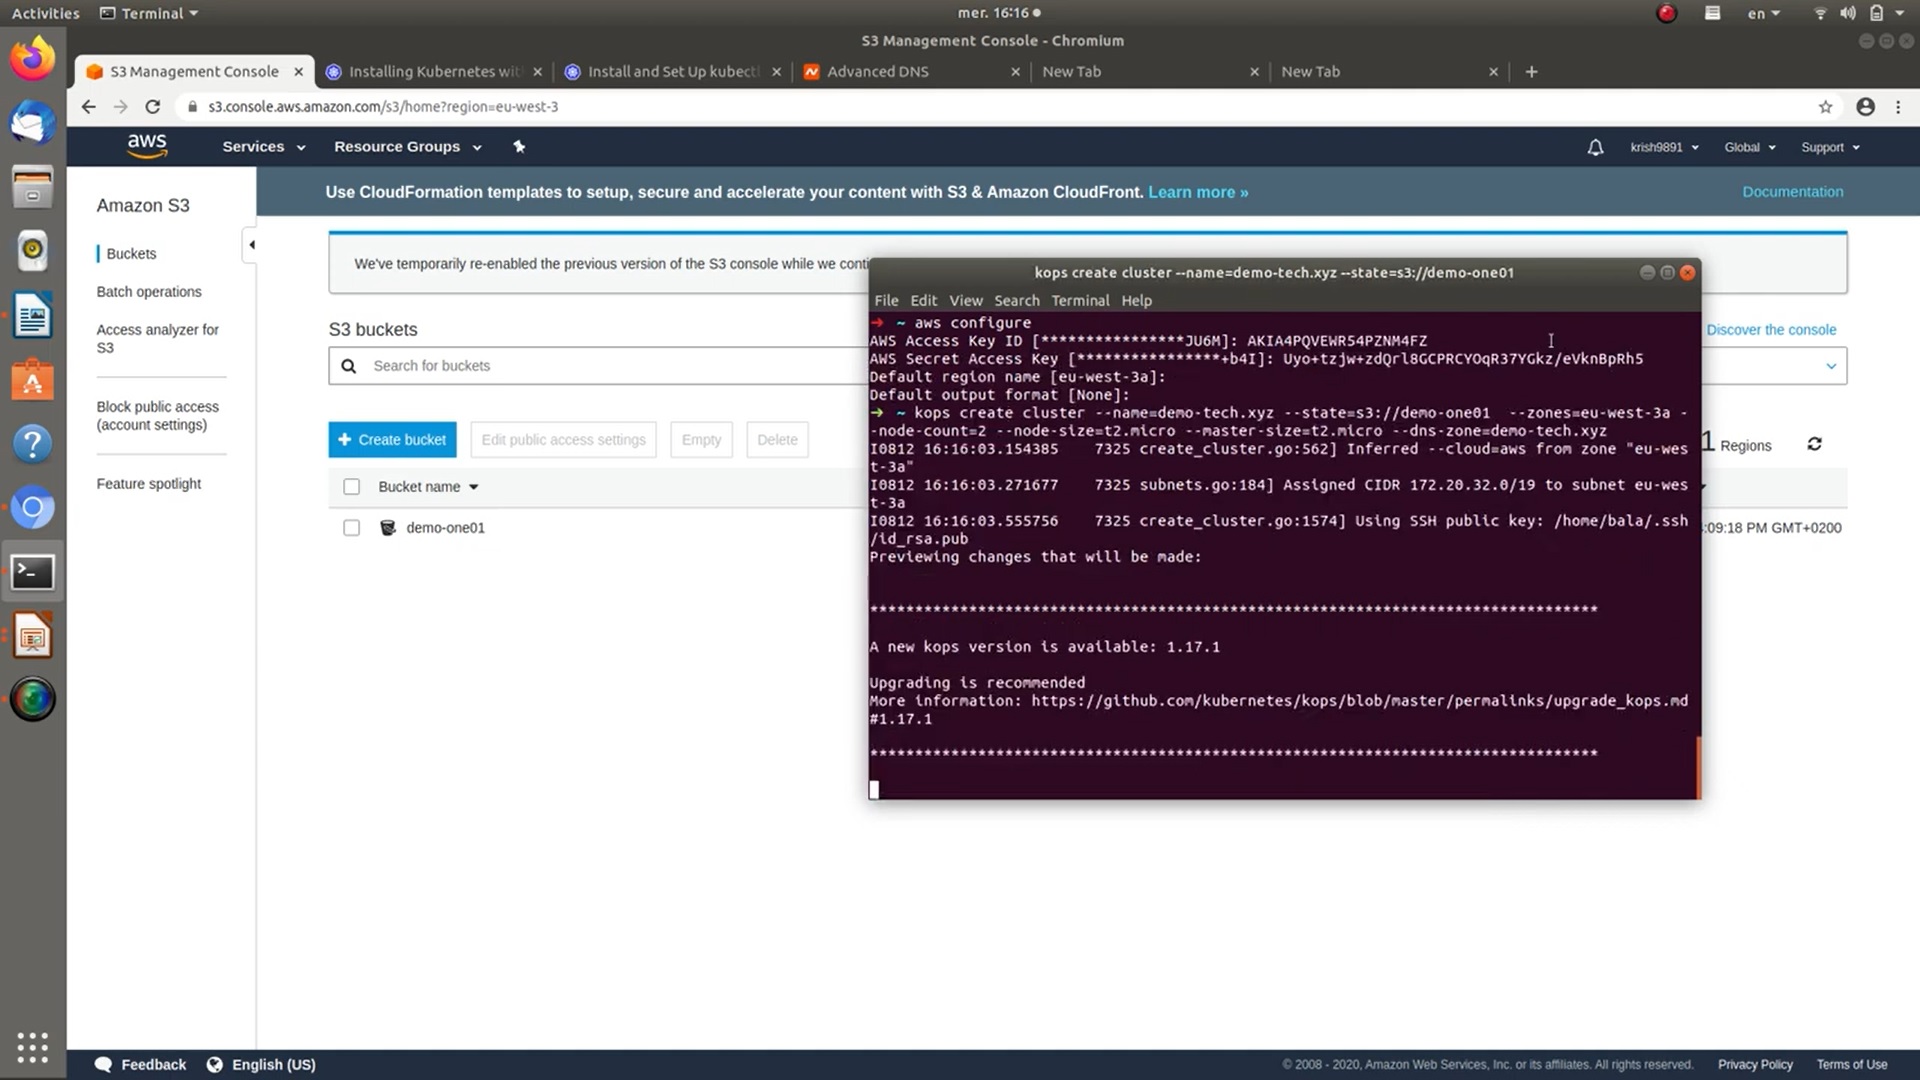 Activities
Terminal
mer. 16:16
en
S3 Management Console - Chromium
S3 Management Console
Installing Kubernetes wit
Install and Set Up kubectl
Advanced DNS
New Tab
New Tab
s3.console.aws.amazon.com/s3/home?region=eu-west-3
aws
Services
Resource Groups
krish9891
Global
Support
Amazon S3
Buckets
Batch operations
Access analyzer for
S3
Block public access
(account settings)
Feature spotlight
Use CloudFormation templates to setup, secure and accelerate your content with S3 & Amazon CloudFront. Learn more »
Documentation
We've temporarily re-enabled the previous version of the S3 console while we conti
S3 buckets
Discover the console
Search for buckets
+ Create bucket
Edit public access settings
Empty
Delete
1 Regions
Bucket name
demo-one01
:09:18 PM GMT+0200
kops create cluster --name=demo-tech.xyz --state=s3://demo-one01
File Edit View Search Terminal Help
➜ ~ aws configure
AWS Access Key ID [****************JU6M]: AKIA4PQVEWR54PZNM4FZ
AWS Secret Access Key [****************+b4I]: 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
Default region name [eu-west-3a]:
Default output format [None]:
➜ ~ kops create cluster --name=demo-tech.xyz --state=s3://demo-one01  --zones=eu-west-3a -
-node-count=2 --node-size=t2.micro --master-size=t2.micro --dns-zone=demo-tech.xyz
I0812 16:16:03.154385    7325 create_cluster.go:562] Inferred --cloud=aws from zone "eu-wes
t-3a"
I0812 16:16:03.271677    7325 subnets.go:184] Assigned CIDR 172.20.32.0/19 to subnet eu-wes
t-3a
I0812 16:16:03.555756    7325 create_cluster.go:1574] Using SSH public key: /home/bala/.ssh
/id_rsa.pub
Previewing changes that will be made:
*********************************************************************************
A new kops version is available: 1.17.1
Upgrading is recommended
More information: https://github.com/kubernetes/kops/blob/master/permalinks/upgrade_kops.md
#1.17.1
*********************************************************************************
Feedback
English (US)
© 2008 - 2020, Amazon Web Services, Inc. or its affiliates. All rights reserved.
Privacy Policy
Terms of Use